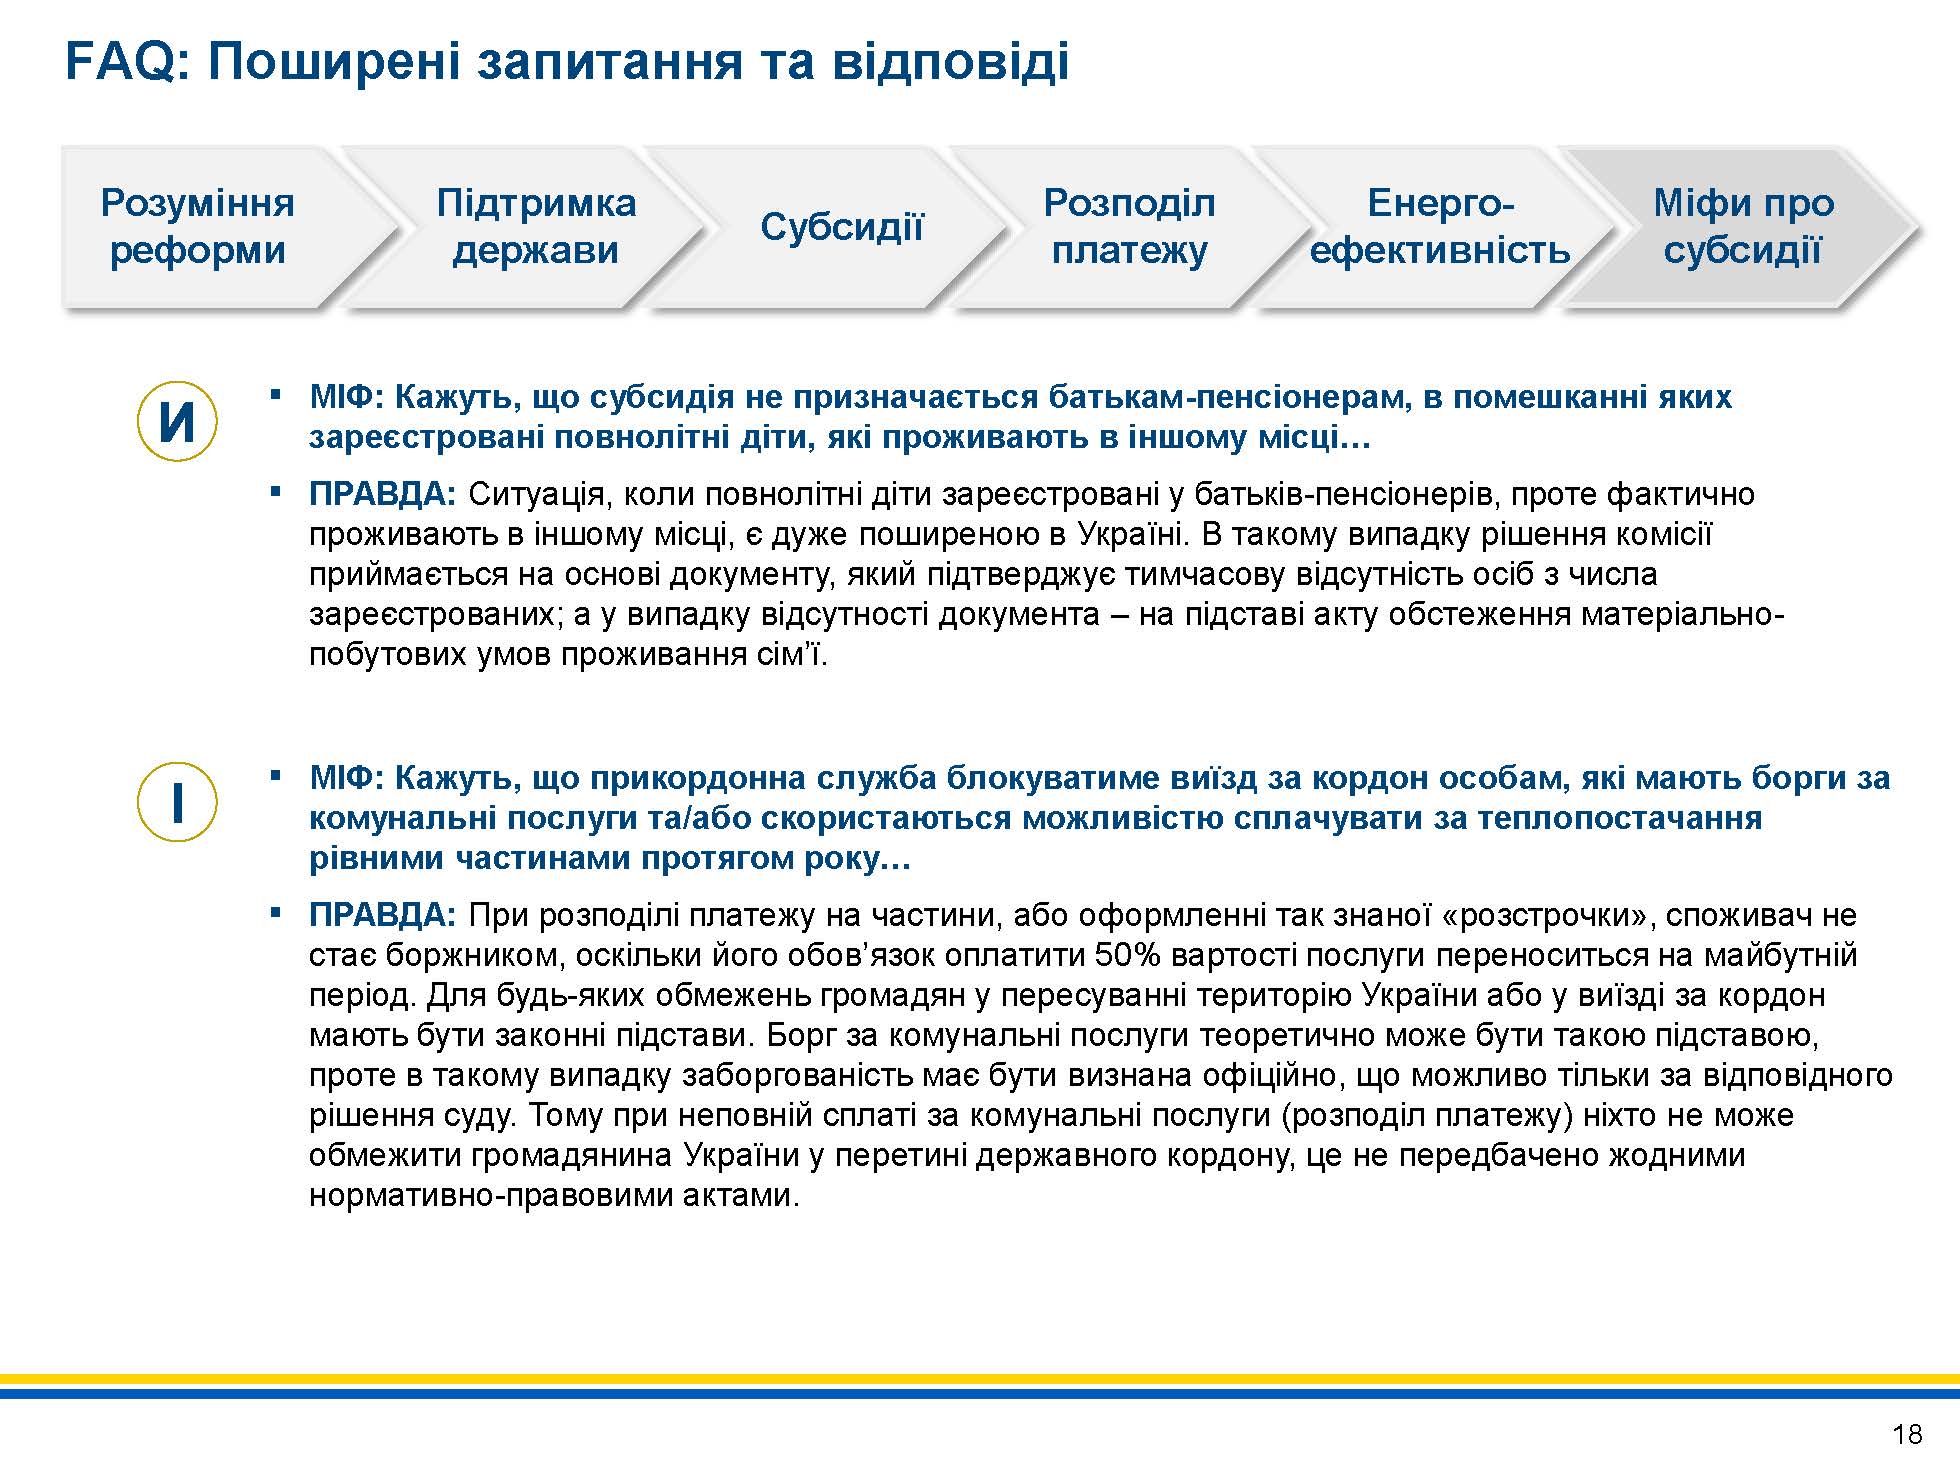 FAQ: Поширені запитання та відповіді
Розуміння
реформи
Підтримка
держави
Субсидії
Розподіл
платежу
Енерго-
ефективність
Міфи про
субсидії
И
▪ МІФ: Кажуть, що субсидія не призначається батькам-пенсіонерам, в помешканні яких
зареєстровані повнолітні діти, які проживають в іншому місці…
▪ ПРАВДА: Ситуація, коли повнолітні діти зареєстровані у батьків-пенсіонерів, проте фактично
проживають в іншому місці, є дуже поширеною в Україні. В такому випадку рішення комісії
приймається на основі документу, який підтверджує тимчасову відсутність осіб з числа
зареєстрованих; а у випадку відсутності документа – на підставі акту обстеження матеріально-
побутових умов проживання сім’ї.
І
▪ МІФ: Кажуть, що прикордонна служба блокуватиме виїзд за кордон особам, які мають борги за
комунальні послуги та/або скористаються можливістю сплачувати за теплопостачання
рівними частинами протягом року…
▪ ПРАВДА: При розподілі платежу на частини, або оформленні так знаної «розстрочки», споживач не
стає боржником, оскільки його обов’язок оплатити 50% вартості послуги переноситься на майбутній
період. Для будь-яких обмежень громадян у пересуванні територію України або у виїзді за кордон
мають бути законні підстави. Борг за комунальні послуги теоретично може бути такою підставою,
проте в такому випадку заборгованість має бути визнана офіційно, що можливо тільки за відповідного
рішення суду. Тому при неповній сплаті за комунальні послуги (розподіл платежу) ніхто не може
обмежити громадянина України у перетині державного кордону, це не передбачено жодними
нормативно-правовими актами.
18